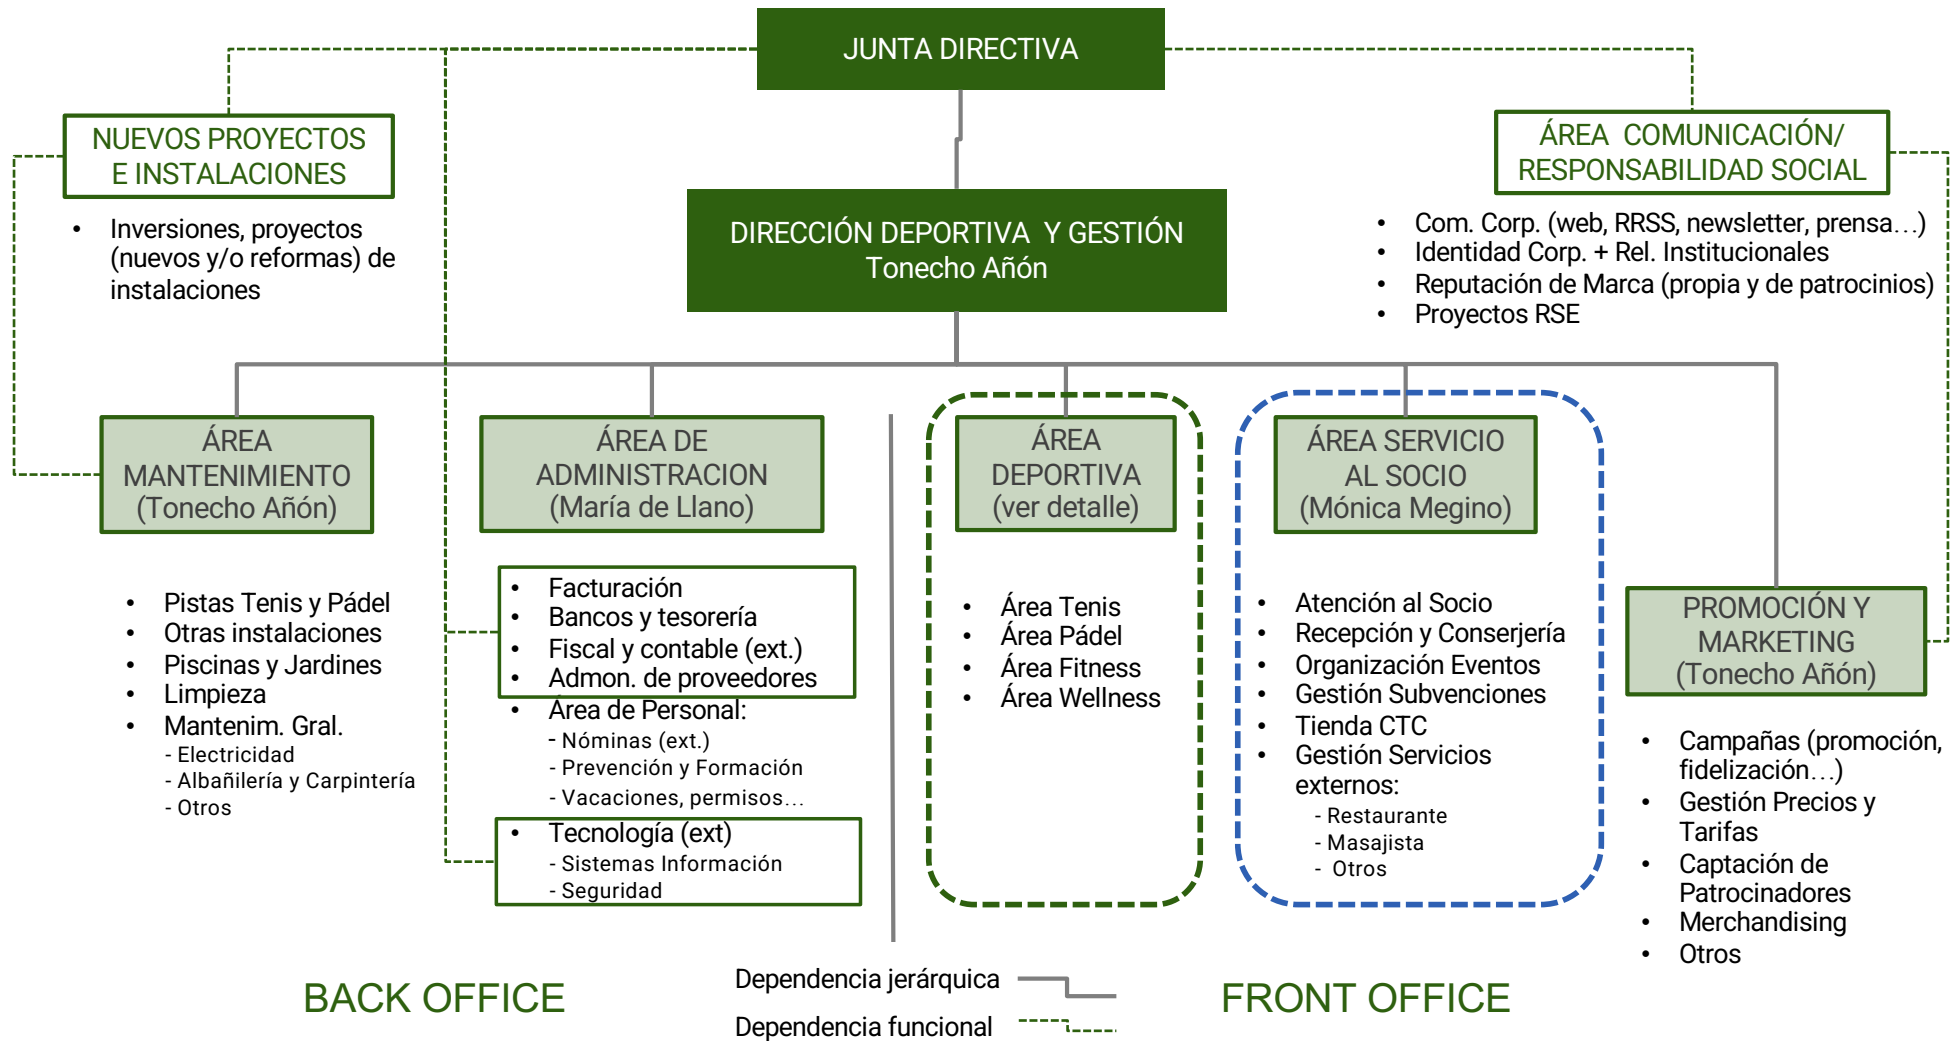 JUNTA DIRECTIVA
NUEVOS PROYECTOS
E INSTALACIONES
ÁREA COMUNICACIÓN/
RESPONSABILIDAD SOCIAL
• Inversiones, proyectos
(nuevos y/o reformas) de
instalaciones
DIRECCIÓN DEPORTIVA Y GESTIÓN
Tonecho Añón
• Com. Corp. (web, RRSS, newsletter, prensa…)
• Identidad Corp. + Rel. Institucionales
• Reputación de Marca (propia y de patrocinios)
• Proyectos RSE
ÁREA
MANTENIMIENTO
(Tonecho Añón)
• Pistas Tenis y Pádel
• Otras instalaciones
• Piscinas y Jardines
• Limpieza
• Mantenim. Gral.
- Electricidad
- Albañilería y Carpintería
- Otros
ÁREA DE
ADMINISTRACION
(María de Llano)
• Facturación
• Bancos y tesorería
• Fiscal y contable (ext.)
• Admon. de proveedores
• Área de Personal:
- Nóminas (ext.)
- Prevención y Formación
- Vacaciones, permisos…
• Tecnología (ext)
- Sistemas Información
- Seguridad
ÁREA
DEPORTIVA
(ver detalle)
• Área Tenis
• Área Pádel
• Área Fitness
• Área Wellness
ÁREA SERVICIO
AL SOCIO
(Mónica Megino)
• Atención al Socio
• Recepción y Conserjería
• Organización Eventos
• Gestión Subvenciones
• Tienda CTC
• Gestión Servicios
externos:
- Restaurante
- Masajista
- Otros
PROMOCIÓN Y
MARKETING
(Tonecho Añón)
• Campañas (promoción,
fidelización…)
• Gestión Precios y
Tarifas
• Captación de
Patrocinadores
• Merchandising
• Otros
BACK OFFICE
Dependencia jerárquica
Dependencia funcional
FRONT OFFICE